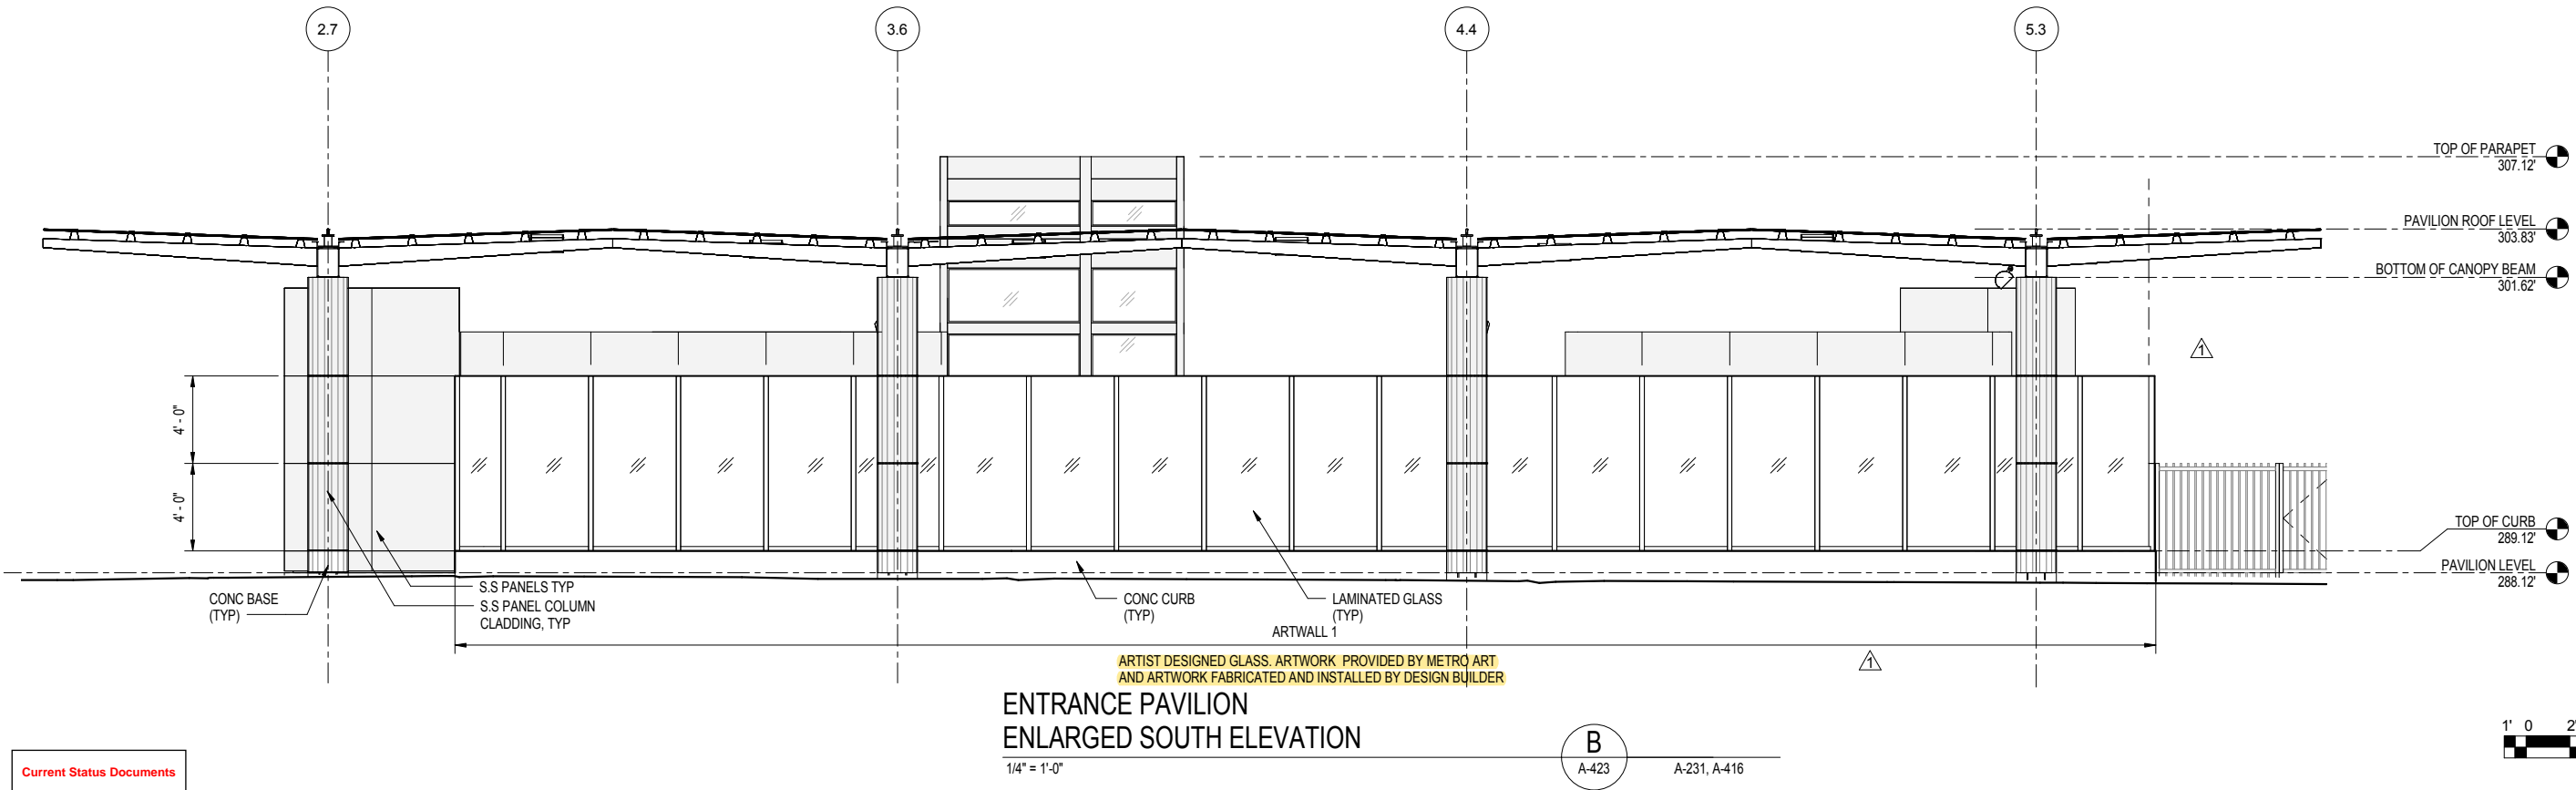 2.7
3.6
4.4
5.3
TOP OF PARAPET
307.12'
PAVILION ROOF LEVEL
303.83'
BOTTOM OF CANOPY BEAM
301.62'
1
4' - 0"
4' - 0"
TOP OF CURB
289.12'
PAVILION LEVEL
288.12'
CONC BASE
(TYP)
S.S PANELS TYP
S.S PANEL COLUMN
CLADDING, TYP
CONC CURB
(TYP)
LAMINATED GLASS
(TYP)
ARTWALL 1
1
ARTIST DESIGNED GLASS. ARTWORK PROVIDED BY METRO ART
AND ARTWORK FABRICATED AND INSTALLED BY DESIGN BUILDER
ENTRANCE PAVILION
ENLARGED SOUTH ELEVATION
1/4" = 1'-0"
B
A-423
A-231, A-416
1' 0 2'
Current Status Documents